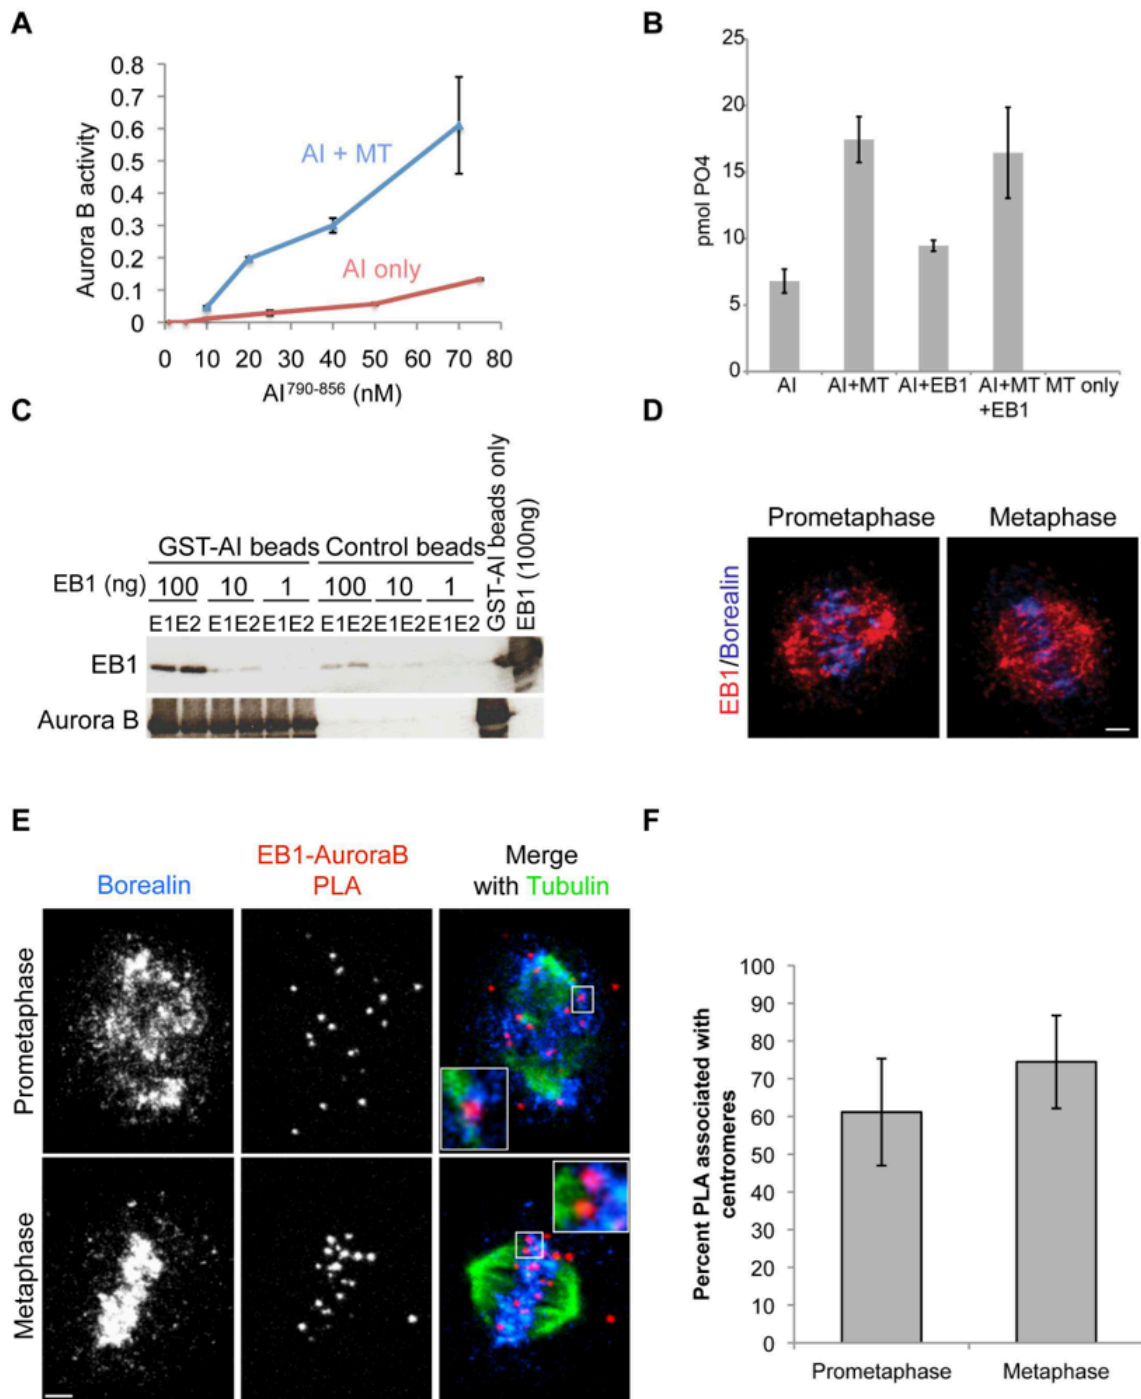 A
Aurora B activity
0.8
0.7
0.6
0.5
0.4
0.3
0.2
0.1
0
AI + MT
AI only
0 10 20 30 40 50 60 70 80
AI790-856 (nM)
B
pmol PO4
25
20
15
10
5
0
AI AI+MT AI+EB1 AI+MT MT only
+EB1
C
GST-AI beads Control beads
GST-AI beads only
EB1 (100ng)
EB1 (ng) 100 10 1 100 10 1
E1E2 E1E2 E1E2 E1E2 E1E2 E1E2
EB1
Aurora B
D
Prometaphase Metaphase
EB1/Borealin
E
Borealin
EB1-AuroraB
PLA
Merge
with Tubulin
Prometaphase
Metaphase
F
Percent PLA associated with
centromeres
100
90
80
70
60
50
40
30
20
10
0
Prometaphase Metaphase